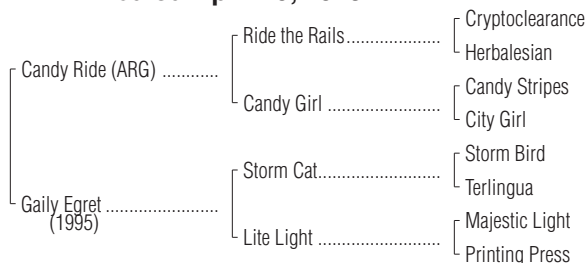 Cryptoclearance
Ride the Rails
Herbalesian
Candy Ride (ARG)
Candy Stripes
Candy Girl
City Girl
Storm Bird
Storm Cat
Terlingua
Gaily Egret
(1995)
Majestic Light
Lite Light
Printing Press